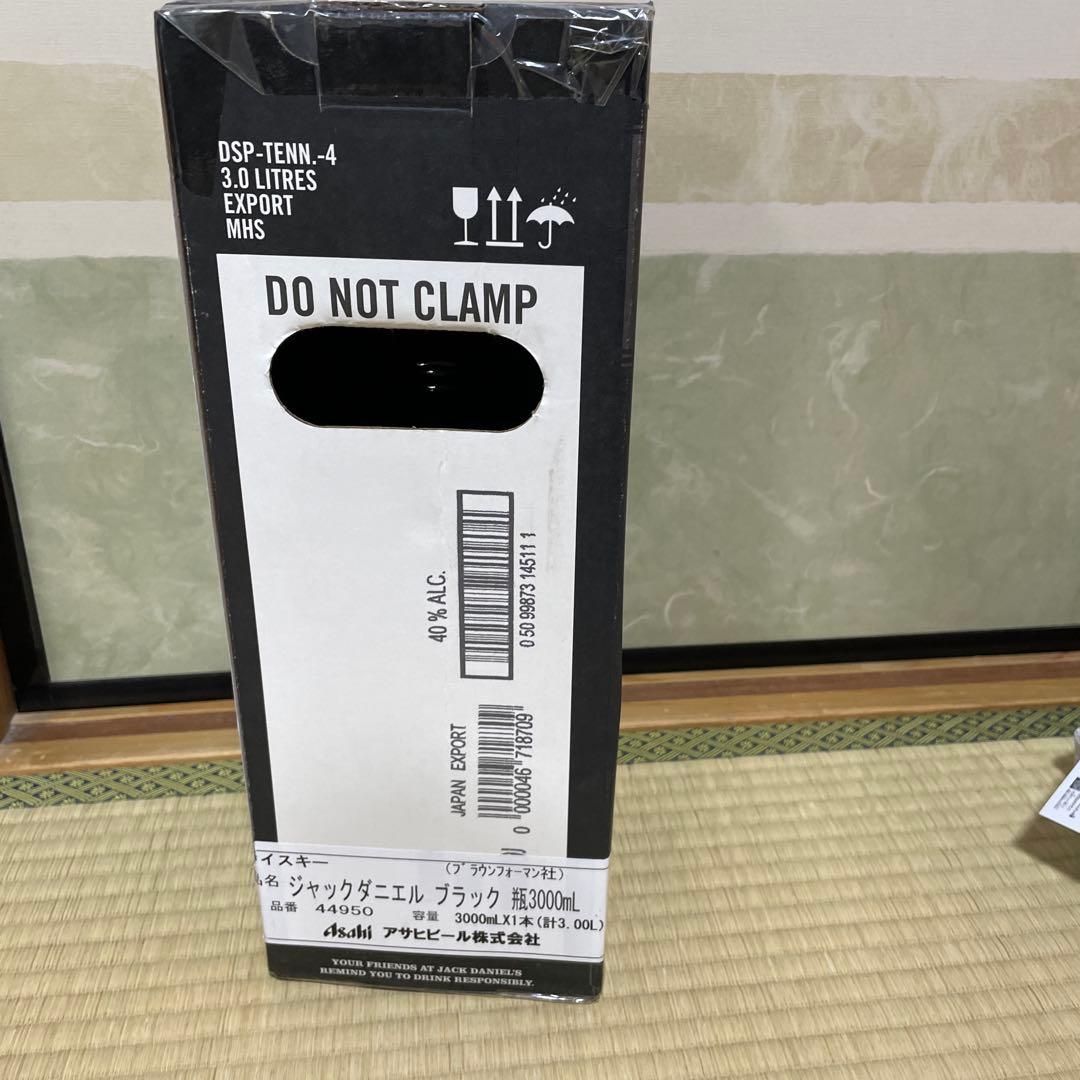 DSP-TENN.-4
3.0 LITRES
EXPORT
MHS
DO NOT CLAMP
40 % ALC.
0 50 99873 14511 1
JAPAN EXPORT
0 000046 718709
イスキー
(ブラウンフォーマン社)
品名 ジャックダニエル ブラック 瓶3000mL
品番 44950 容量 3000mLX1本(計3.00L)
Asahi アサヒビール株式会社
YOUR FRIENDS AT JACK DANIEL'S
REMIND YOU TO DRINK RESPONSIBLY.